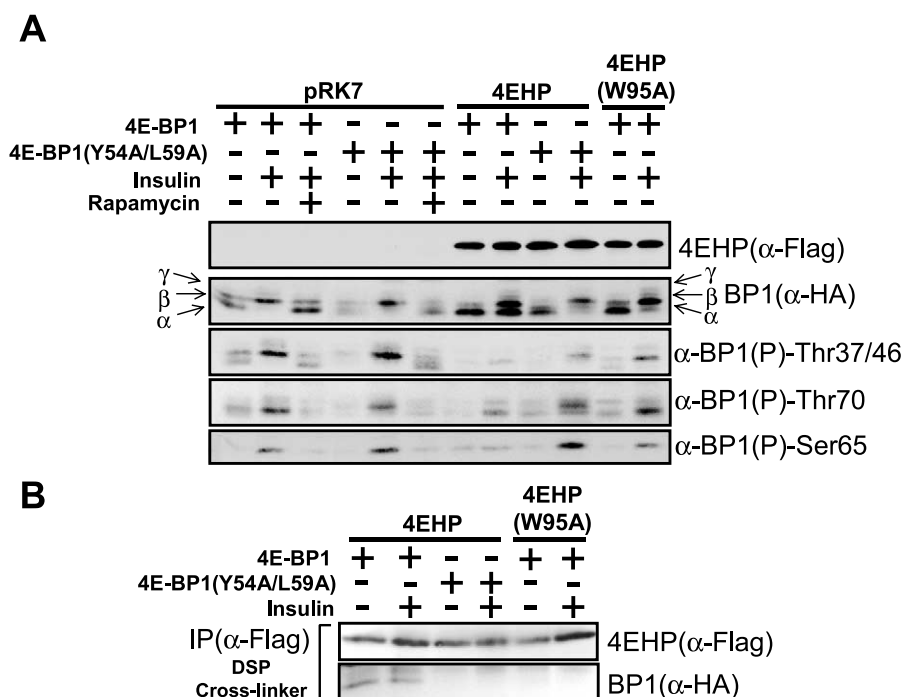 A
pRK7 4EHP 4EHP (W95A)
4E-BP1 + + + - - - + + - - + +
4E-BP1(Y54A/L59A) - - - + + + - - + + - -
Insulin - + + - + + - + - + - +
Rapamycin - - + - - + - - - - - -
4EHP(α-Flag)
γ
β
α
γ
β
α
BP1(α-HA)
α-BP1(P)-Thr37/46
α-BP1(P)-Thr70
α-BP1(P)-Ser65
B
4EHP 4EHP (W95A)
4E-BP1 + + - - + +
4E-BP1(Y54A/L59A) - - + + - -
Insulin - + - + - +
IP(α-Flag) 4EHP(α-Flag)
DSP
Cross-linker BP1(α-HA)